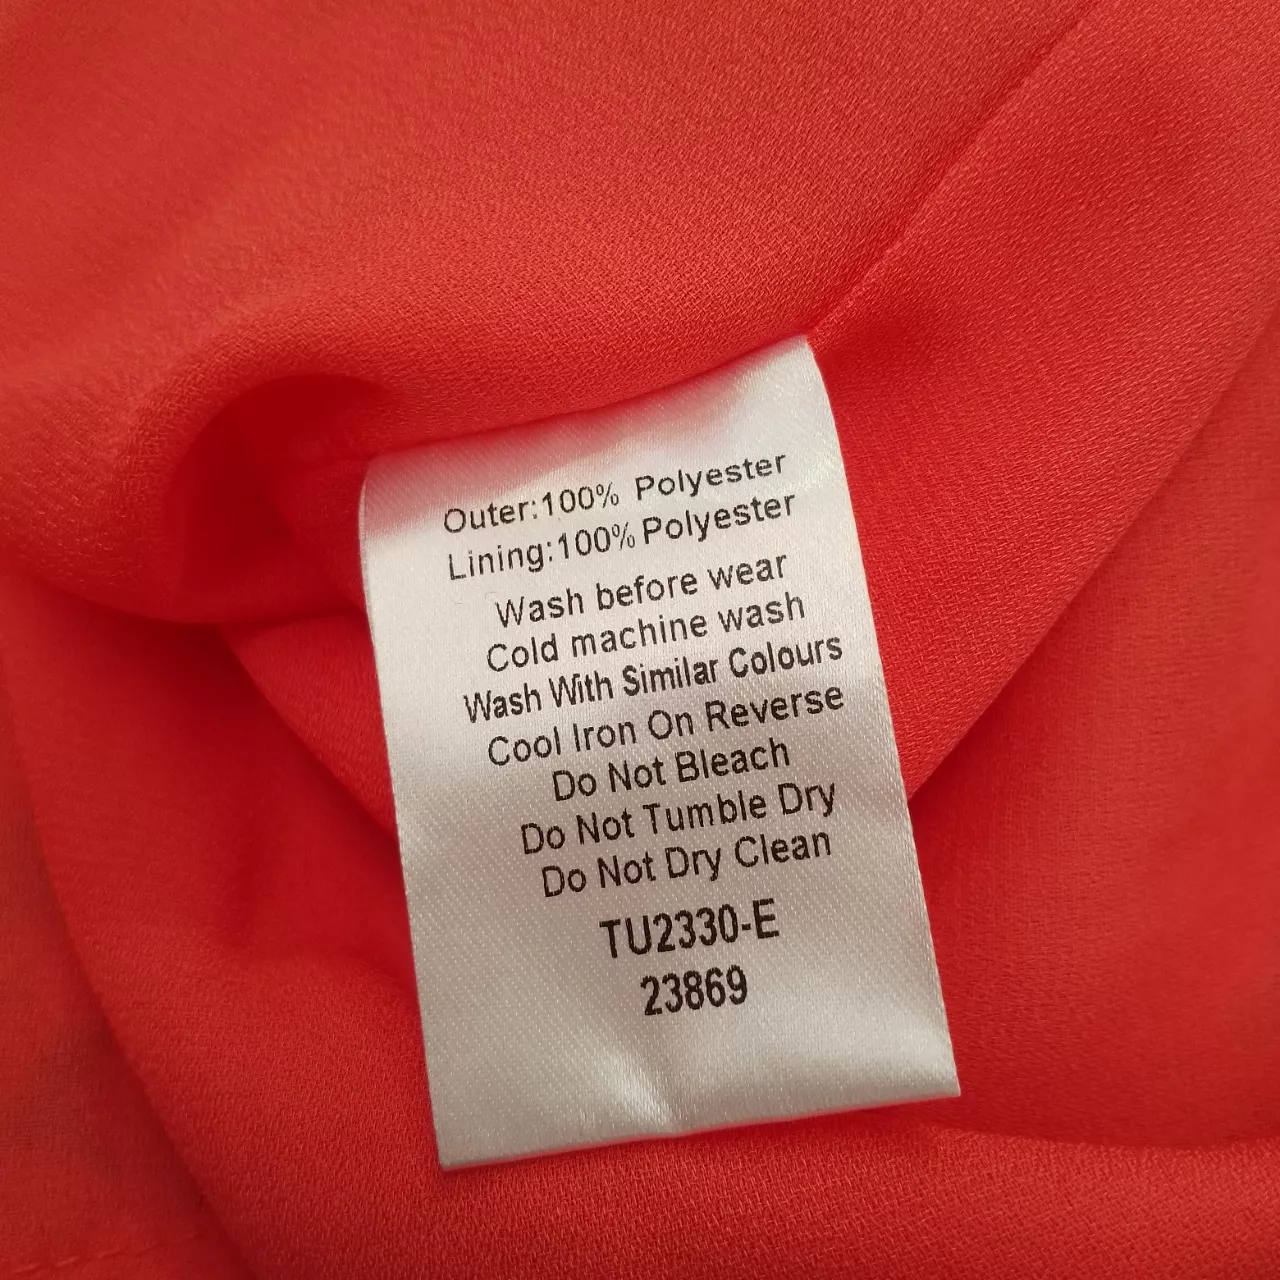 Outer:100% Polyester
Lining:100% Polyester
Wash before wear
Cold machine wash
Wash With Similar Colours
Cool Iron On Reverse
Do Not Bleach
Do Not Tumble Dry
Do Not Dry Clean
TU2330-E
23869